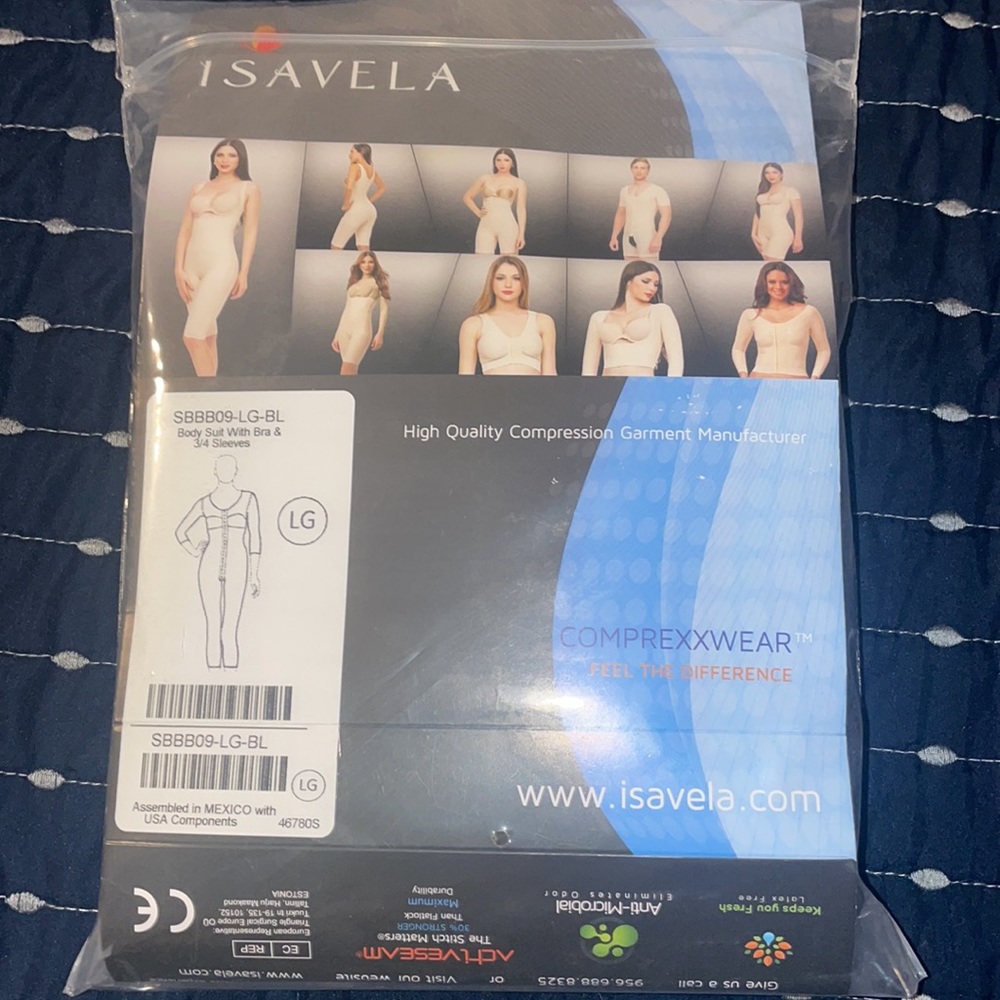 ISAVELA
SBBB09-LG-BL
Body Suit With Bra &
3/4 Sleeves
LG
High Quality Compression Garment Manufacturer
COMPREXXWEAR™
FEEL THE DIFFERENCE
SBBB09-LG-BL
LG
Assembled in MEXICO with
USA Components
46780S
www.isavela.com
Give us a call
956.688.8325
or
Visit our website
www.isavela.com
Keeps you Fresh
Latex Free
Anti-Microbial
Eliminates Odor
ACTIVESEAM®
The Stitch Matters®
30% STRONGER
Than Flatlock
Maximum
Durability
EC REP
European Representative:
Triangle Surgical Europe OÜ
Tuukri tn 19-135, 10152,
Tallinn, Harju Maakond
ESTONIA
CE